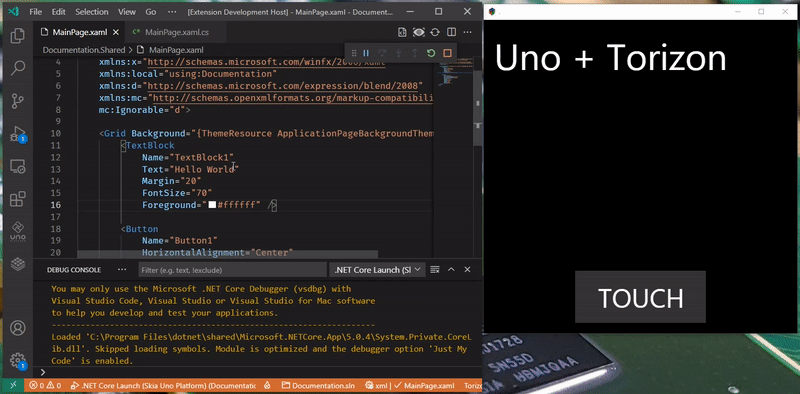 File Edit Selection View Go ··· [Extension Development Host] • MainPage.xaml - Document...
MainPage.xaml MainPage.xaml.cs
Documentation.Shared > MainPage.xaml
4 xmlns:x="http://schemas.microsoft.com/winfx/2006/xaml"
5 xmlns:local="using:Documentation"
6 xmlns:d="http://schemas.microsoft.com/expression/blend/2008"
7 xmlns:mc="http://schemas.openxmlformats.org/markup-compatibili
8 mc:Ignorable="d">
9
10 <Grid Background="{ThemeResource ApplicationPageBackgroundThem
11 <TextBlock
12 Name="TextBlock1"
13 Text="Hello World"
14 Margin="20"
15 FontSize="70"
16 Foreground="#ffffff" />
17
18 <Button
19 Name="Button1"
20 HorizontalAlignment="Center"
DEBUG CONSOLE ··· Filter (e.g. text, !exclude) .NET Core Launch (Sl
You may only use the Microsoft .NET Core Debugger (vsdbg) with
Visual Studio Code, Visual Studio or Visual Studio for Mac software
to help you develop and test your applications.
-------------------------------------------------------------------
Loaded 'C:\Program Files\dotnet\shared\Microsoft.NETCore.App\5.0.4\System.Private.CoreL
ib.dll'. Skipped loading symbols. Module is optimized and the debugger option 'Just My
Code' is enabled.
0 0 .NET Core Launch (Skia Uno Platform) (Documentatic Documentation.sln xml MainPage.xaml Torizo
uno
Uno + Torizon
TOUCH